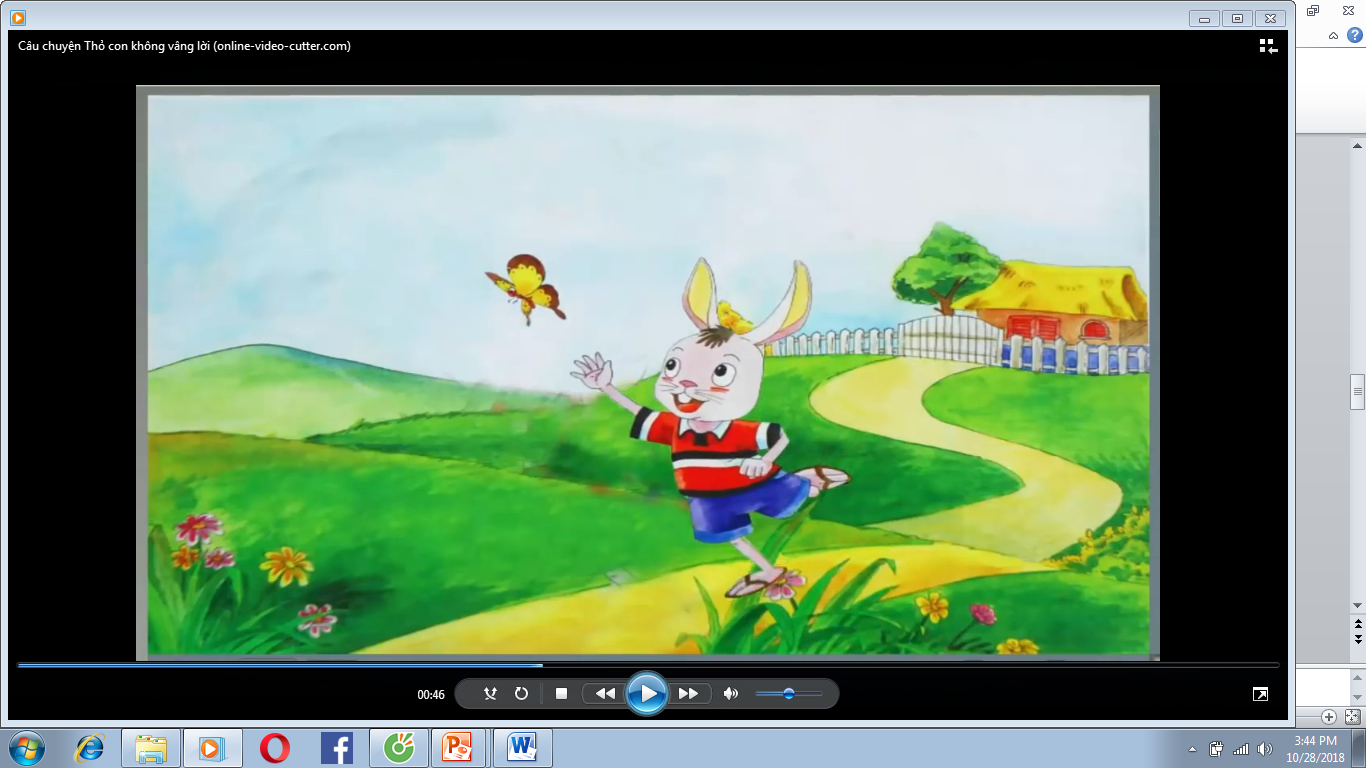 Câu chuyện Thỏ con không vâng lời (online-video-cutter.com)
00:46
3:44 PM
10/28/2018